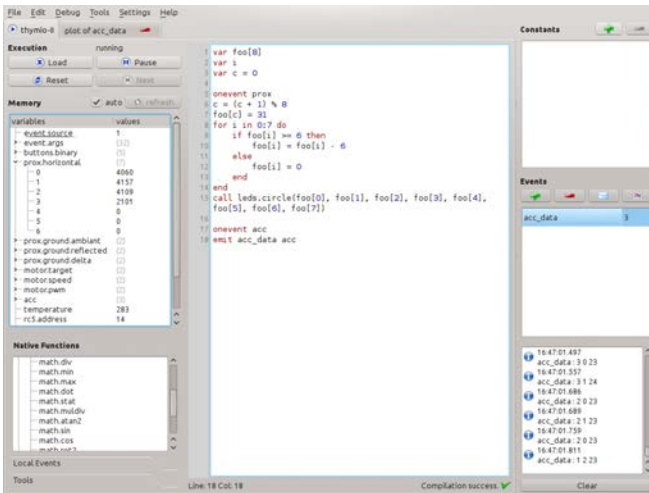 File Edit Debug Tools Settings Help
thymio-II plot of acc_data
Execution running
Load Pause
Reset Next
Memory auto refresh
variables values
event.source 1
event.args (32)
buttons.binary (5)
prox.horizontal (7)
0 4060
1 4157
2 4109
3 2101
4 0
5 0
6 0
prox.ground.ambiant (2)
prox.ground.reflected (2)
prox.ground.delta (2)
motor.target (2)
motor.speed (2)
motor.pwm (2)
acc (3)
temperature 283
rc5.address 14
Native Functions
math.div
math.min
math.max
math.dot
math.stat
math.muldiv
math.atan2
math.sin
math.cos
math.rot2
Local Events
Tools
1 var foo[8]
2 var i
3 var c = 0
4
5 onevent prox
6 c = (c + 1) % 8
7 foo[c] = 31
8 for i in 0:7 do
9 if foo[i] >= 6 then
10 foo[i] = foo[i] - 6
11 else
12 foo[i] = 0
13 end
14 end
15 call leds.circle(foo[0], foo[1], foo[2], foo[3], foo[4],
foo[5], foo[6], foo[7])
16
17 onevent acc
18 emit acc_data acc
Line: 18 Col: 18 Compilation success.
Constants
Events
acc_data 3
16:47:01.497
acc_data : 3 0 23
16:47:01.557
acc_data : 3 1 24
16:47:01.686
acc_data : 2 0 23
16:47:01.689
acc_data : 2 1 23
16:47:01.759
acc_data : 2 0 23
16:47:01.811
acc_data : 1 2 23
Clear